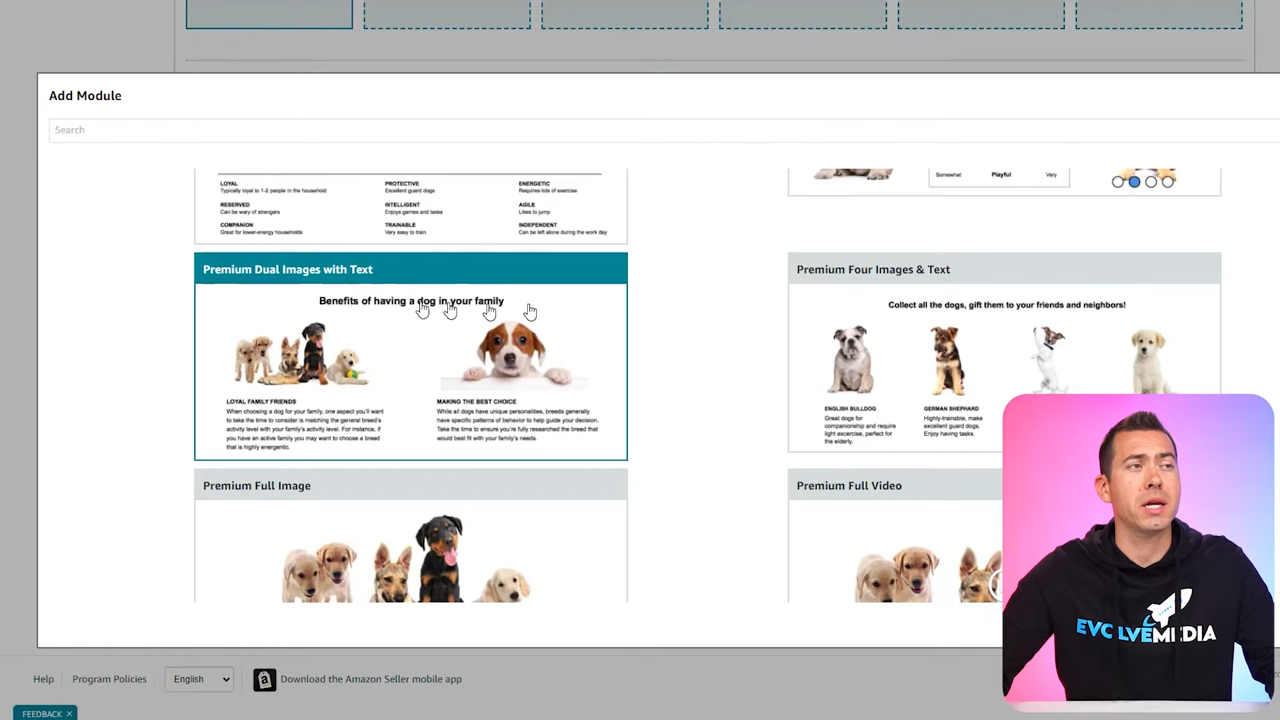 Add Module
Search
LOYAL
Typically loyal to 1-2 people in the household
PROTECTIVE
Excellent guard dogs
ENERGETIC
Requires lots of exercise
RESERVED
Can be wary of strangers
INTELLIGENT
Enjoys games and tasks
AGILE
Likes to jump
COMPANION
Great for lower-energy households
TRAINABLE
Very easy to train
INDEPENDENT
Can be left alone during the work day
Somewhat Playful Very
Premium Dual Images with Text
Benefits of having a dog in your family
LOYAL FAMILY FRIENDS
When choosing a dog for your family, one aspect you'll want
to take the time to consider is matching the general breed's
activity level with your family's activity level. For instance, if
you have an active family you may want to choose a breed
that is highly energentic.
MAKING THE BEST CHOICE
While all dogs have unique personailities, breeds generally
have specific patterns of behavior to help guide your decision.
Take the time to ensure you're fully researched the breed that
would best fit with your family's needs.
Premium Four Images & Text
Collect all the dogs, gift them to your friends and neighbors!
ENGLISH BULLDOG
Great dogs for
companionship and require
light excercise, perfect for
the elderly.
GERMAN SHEPHARD
Highly-trainable, make
excellent guard dogs.
Enjoy having tasks.
Premium Full Image
Premium Full Video
EVOLVEMEDIA
Help
Program Policies
English
Download the Amazon Seller mobile app
FEEDBACK ×